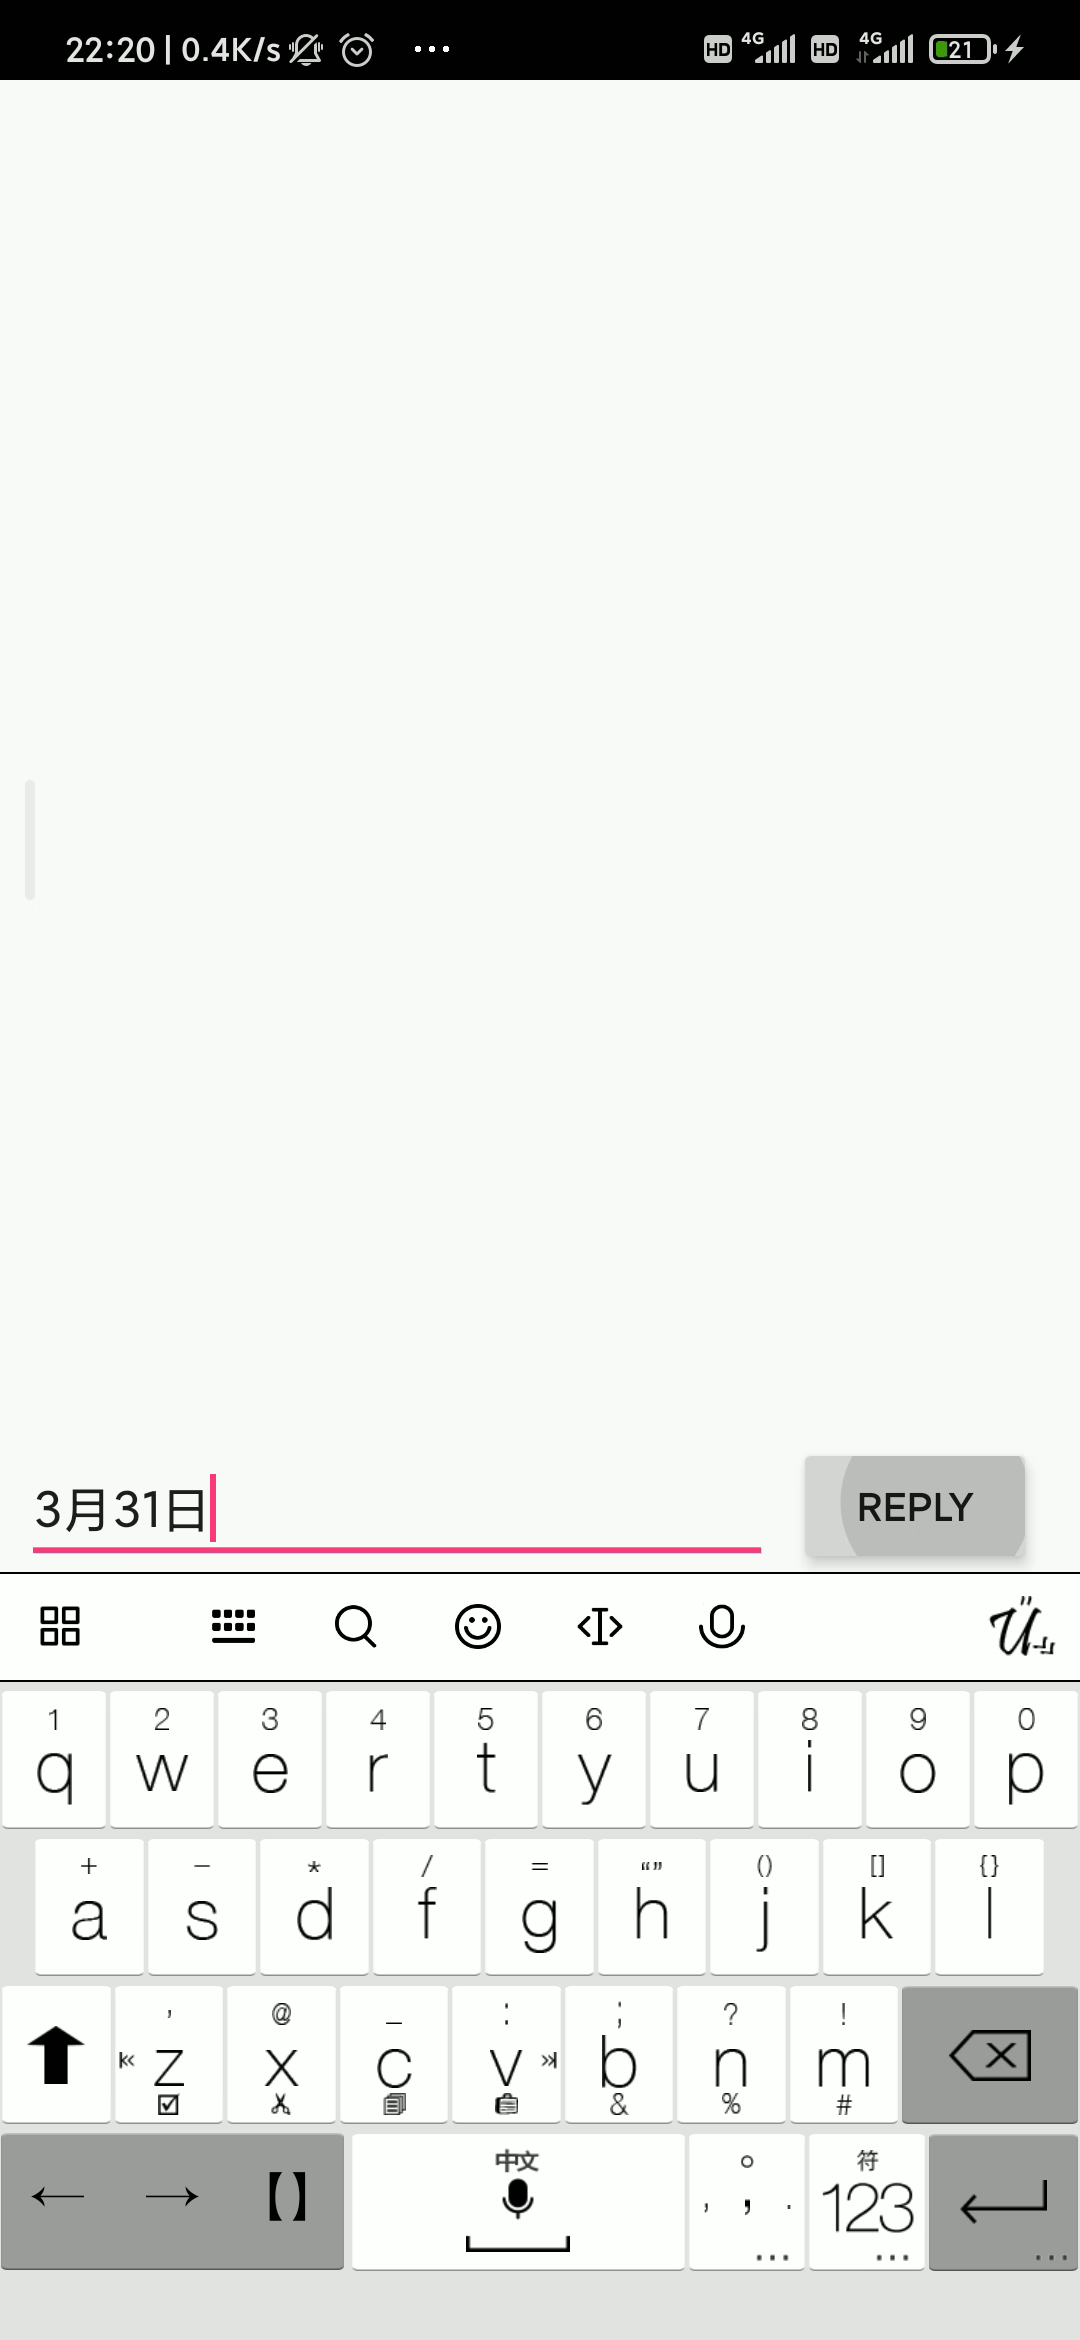 22:20 | 0.4K/s ... HD 4G HD 4G 21
3月31日 REPLY
1 2 3 4 5 6 7 8 9 0
q w e r t y u i o p
+ - * / = “” () [] {}
a s d f g h j k l
, @ _ : ; ? !
z x c v b n m
& % #
中文 。 符
, , . 123
【】
... ... ...